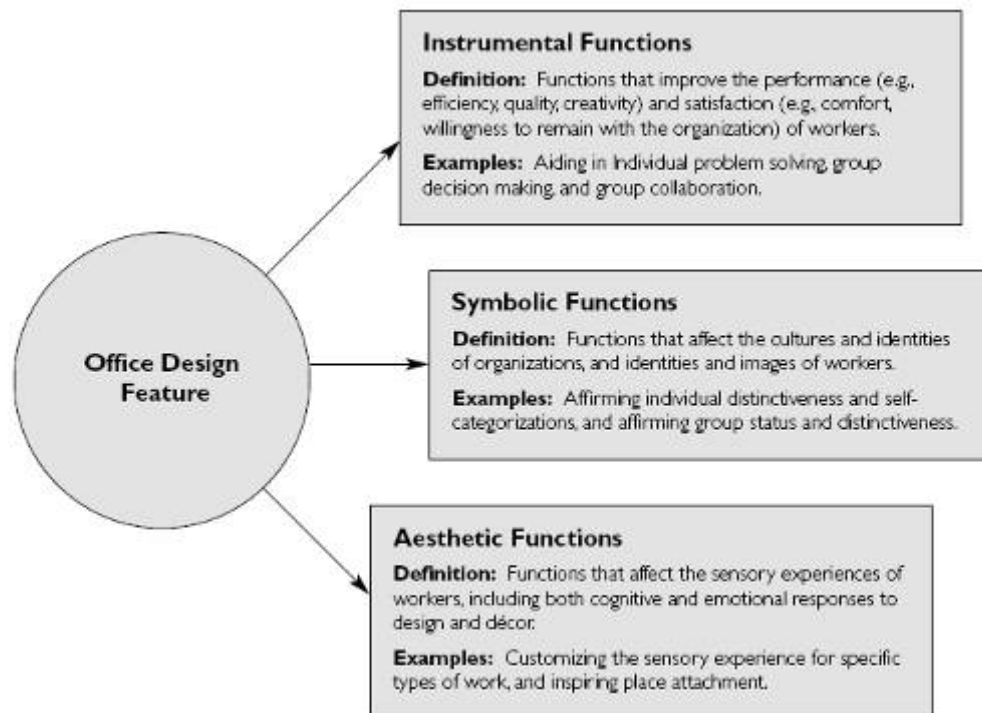 Instrumental Functions
Definition: Functions that improve the performance (e.g.,
efficiency, quality, creativity) and satisfaction (e.g., comfort,
willingness to remain with the organization) of workers.
Examples: Aiding in Individual problem solving, group
decision making, and group collaboration.
Office Design
Feature
Symbolic Functions
Definition: Functions that affect the cultures and identities
of organizations, and identities and images of workers.
Examples: Affirming individual distinctiveness and self-
categorizations, and affirming group status and distinctiveness.
Aesthetic Functions
Definition: Functions that affect the sensory experiences of
workers, including both cognitive and emotional responses to
design and décor.
Examples: Customizing the sensory experience for specific
types of work, and inspiring place attachment.